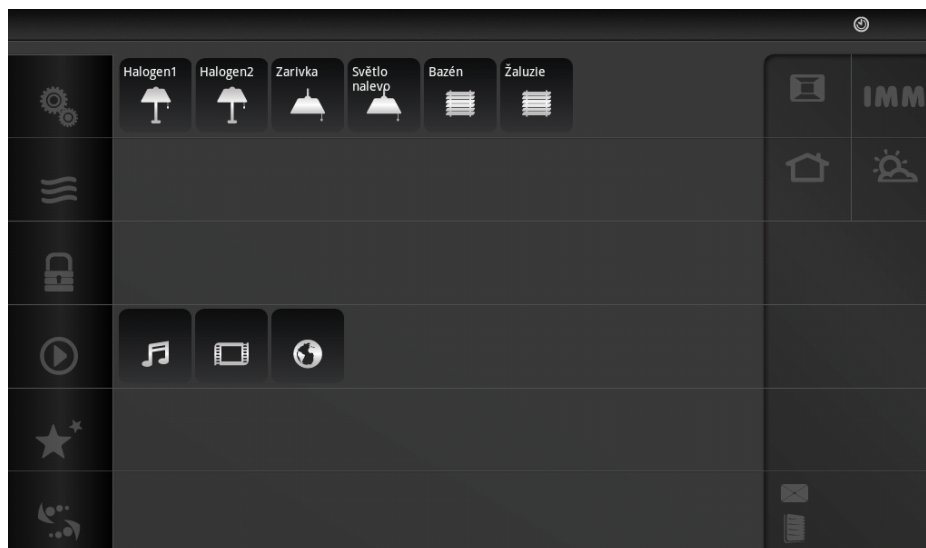 Halogen1
Halogen2
Zarivka
Světlo
nalevo
Bazén
Žaluzie
IMM